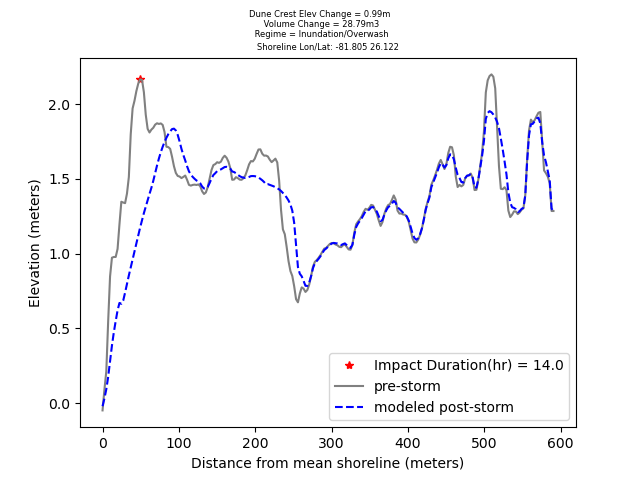 Dune Crest Elev Change = 0.99m
Volume Change = 28.79m3
Regime = Inundation/Overwash
Shoreline Lon/Lat: -81.805 26.122
2.0
1.5
1.0
0.5
0.0
Elevation (meters)
Impact Duration(hr) = 14.0
pre-storm
modeled post-storm
0 100 200 300 400 500 600
Distance from mean shoreline (meters)